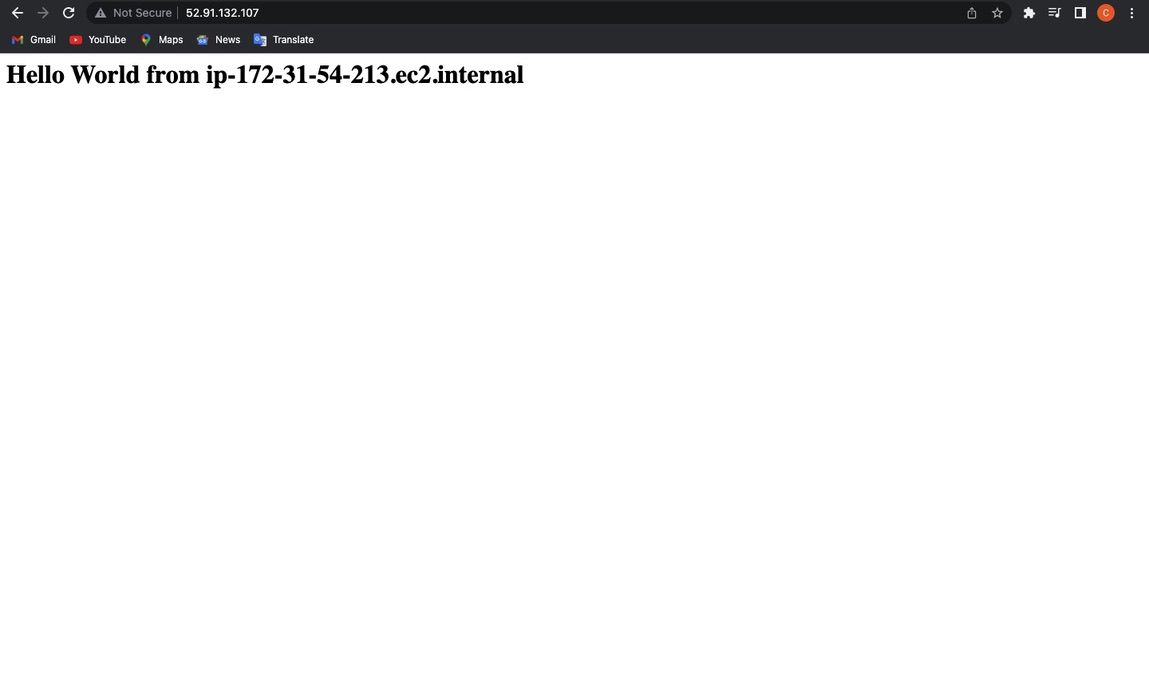 Not Secure 52.91.132.107
C
Gmail YouTube Maps News Translate
Hello World from ip-172-31-54-213.ec2.internal